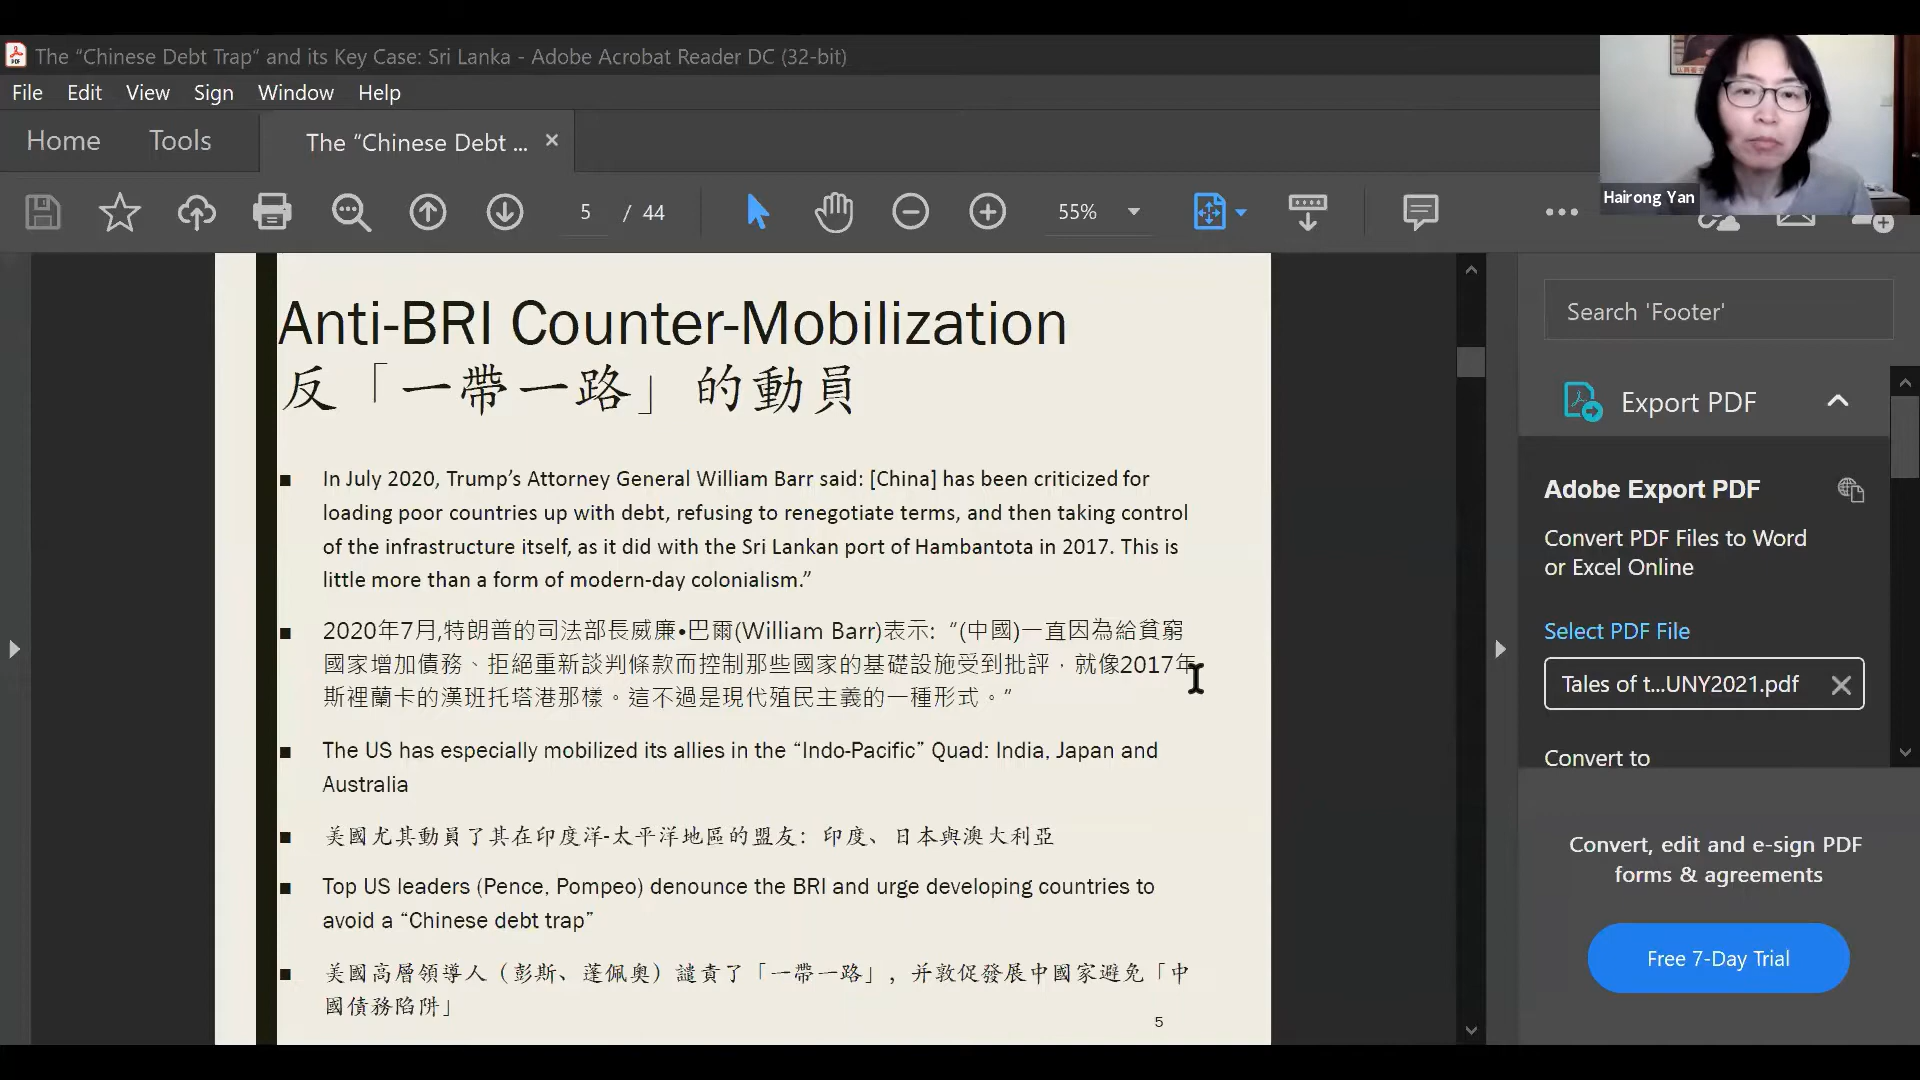 The “Chinese Debt Trap” and its Key Case: Sri Lanka - Adobe Acrobat Reader DC (32-bit)
File Edit View Sign Window Help
Home Tools The “Chinese Debt ... ×
5 / 44 55%
Hairong Yan
Anti-BRI Counter-Mobilization
反「一帶一路」的動員
■ In July 2020, Trump’s Attorney General William Barr said: [China] has been criticized for
loading poor countries up with debt, refusing to renegotiate terms, and then taking control
of the infrastructure itself, as it did with the Sri Lankan port of Hambantota in 2017. This is
little more than a form of modern-day colonialism.”
■ 2020年7月,特朗普的司法部長威廉•巴爾(William Barr)表示: “(中國)一直因為給貧窮
國家增加債務、拒絕重新談判條款而控制那些國家的基礎設施受到批評，就像2017年
斯裡蘭卡的漢班托塔港那樣。這不過是現代殖民主義的一種形式。”
■ The US has especially mobilized its allies in the “Indo-Pacific” Quad: India, Japan and
Australia
■ 美國尤其動員了其在印度洋-太平洋地區的盟友：印度、日本與澳大利亞
■ Top US leaders (Pence, Pompeo) denounce the BRI and urge developing countries to
avoid a “Chinese debt trap”
■ 美國高層領導人（彭斯、蓬佩奧）譴責了「一帶一路」，并敦促發展中國家避免「中
國債務陷阱」
5
Search 'Footer'
Export PDF
Adobe Export PDF
Convert PDF Files to Word
or Excel Online
Select PDF File
Tales of t...UNY2021.pdf
Convert to
Convert, edit and e-sign PDF
forms & agreements
Free 7-Day Trial